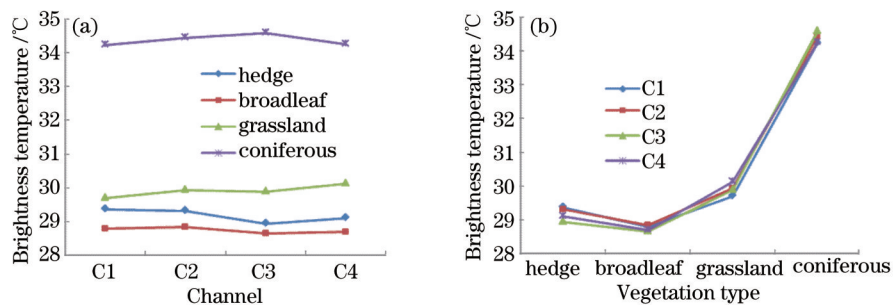 (a)
Brightness temperature /℃
35
34
33
32
31
30
29
28
hedge
broadleaf
grassland
coniferous
C1 C2 C3 C4
Channel
(b)
Brightness temperature /℃
35
34
33
32
31
30
29
28
C1
C2
C3
C4
hedge broadleaf grassland coniferous
Vegetation type